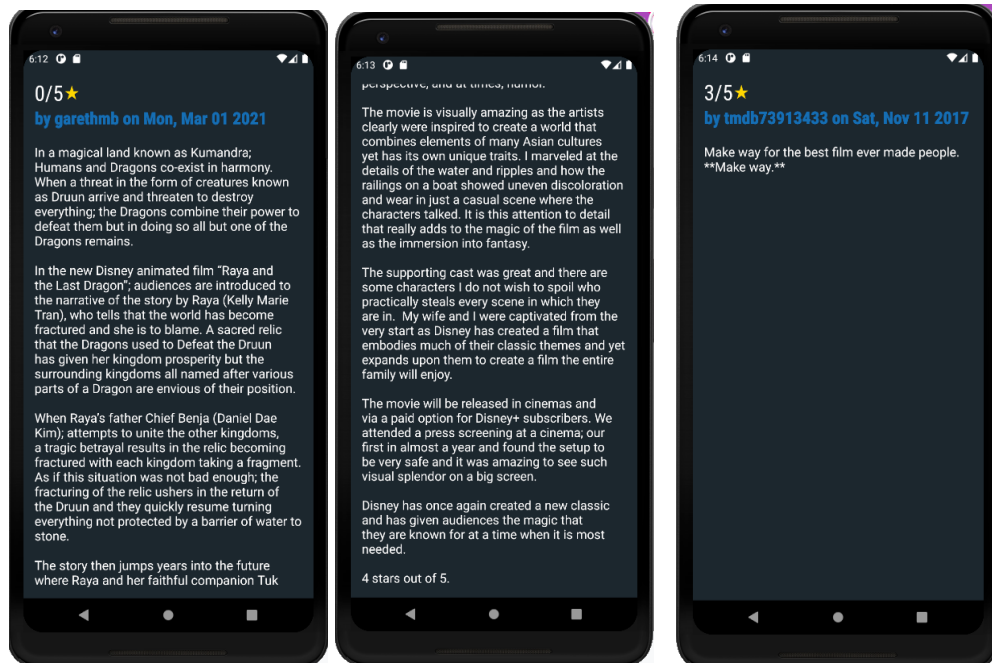 6:12
0/5★
by garethmb on Mon, Mar 01 2021
In a magical land known as Kumandra;
Humans and Dragons co-exist in harmony.
When a threat in the form of creatures known
as Druun arrive and threaten to destroy
everything; the Dragons combine their power to
defeat them but in doing so all but one of the
Dragons remains.
In the new Disney animated film “Raya and
the Last Dragon”; audiences are introduced to
the narrative of the story by Raya (Kelly Marie
Tran), who tells that the world has become
fractured and she is to blame. A sacred relic
that the Dragons used to Defeat the Druun
has given her kingdom prosperity but the
surrounding kingdoms all named after various
parts of a Dragon are envious of their position.
When Raya’s father Chief Benja (Daniel Dae
Kim); attempts to unite the other kingdoms,
a tragic betrayal results in the relic becoming
fractured with each kingdom taking a fragment.
As if this situation was not bad enough; the
fracturing of the relic ushers in the return of
the Druun and they quickly resume turning
everything not protected by a barrier of water to
stone.
The story then jumps years into the future
where Raya and her faithful companion Tuk
6:13
perspective, and at times, humor.
The movie is visually amazing as the artists
clearly were inspired to create a world that
combines elements of many Asian cultures
yet has its own unique traits. I marveled at the
details of the water and ripples and how the
railings on a boat showed uneven discoloration
and wear in just a casual scene where the
characters talked. It is this attention to detail
that really adds to the magic of the film as well
as the immersion into fantasy.
The supporting cast was great and there are
some characters I do not wish to spoil who
practically steals every scene in which they
are in.  My wife and I were captivated from the
very start as Disney has created a film that
embodies much of their classic themes and yet
expands upon them to create a film the entire
family will enjoy.
The movie will be released in cinemas and
via a paid option for Disney+ subscribers. We
attended a press screening at a cinema; our
first in almost a year and found the setup to
be very safe and it was amazing to see such
visual splendor on a big screen.
Disney has once again created a new classic
and has given audiences the magic that
they are known for at a time when it is most
needed.
4 stars out of 5.
6:14
3/5★
by tmdb73913433 on Sat, Nov 11 2017
Make way for the best film ever made people.
**Make way.**